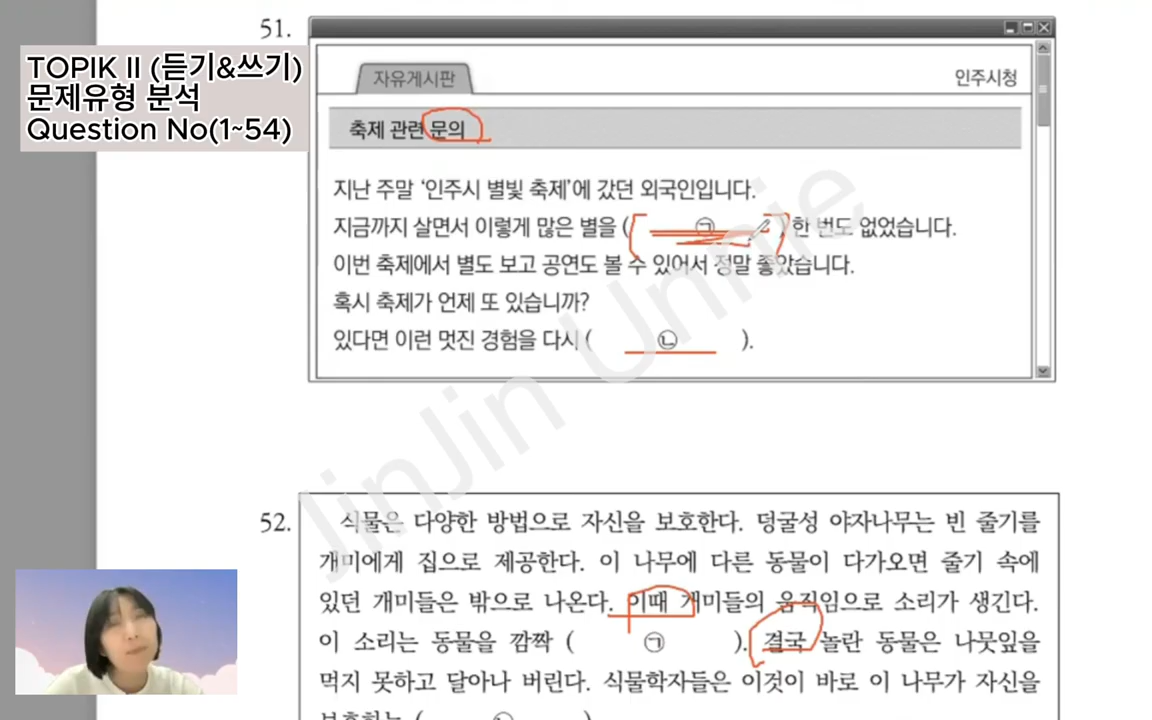 TOPIK II (듣기&쓰기)
문제유형 분석
Question No(1~54)
51.
자유게시판
인주시청
축제 관련 문의
지난 주말 ‘인주시 별빛 축제’에 갔던 외국인입니다.
지금까지 살면서 이렇게 많은 별을 ( ㉠ ) 한 번도 없었습니다.
이번 축제에서 별도 보고 공연도 볼 수 있어서 정말 좋았습니다.
혹시 축제가 언제 또 있습니까?
있다면 이런 멋진 경험을 다시 ( ㉡ ).
JinJin Unnie
52.
식물은 다양한 방법으로 자신을 보호한다. 덩굴성 야자나무는 빈 줄기를
개미에게 집으로 제공한다. 이 나무에 다른 동물이 다가오면 줄기 속에
있던 개미들은 밖으로 나온다. 이때 개미들의 움직임으로 소리가 생긴다.
이 소리는 동물을 깜짝 ( ㉠ ). 결국 놀란 동물은 나뭇잎을
먹지 못하고 달아나 버린다. 식물학자들은 이것이 바로 이 나무가 자신을
보호하는 ( ㉡ )